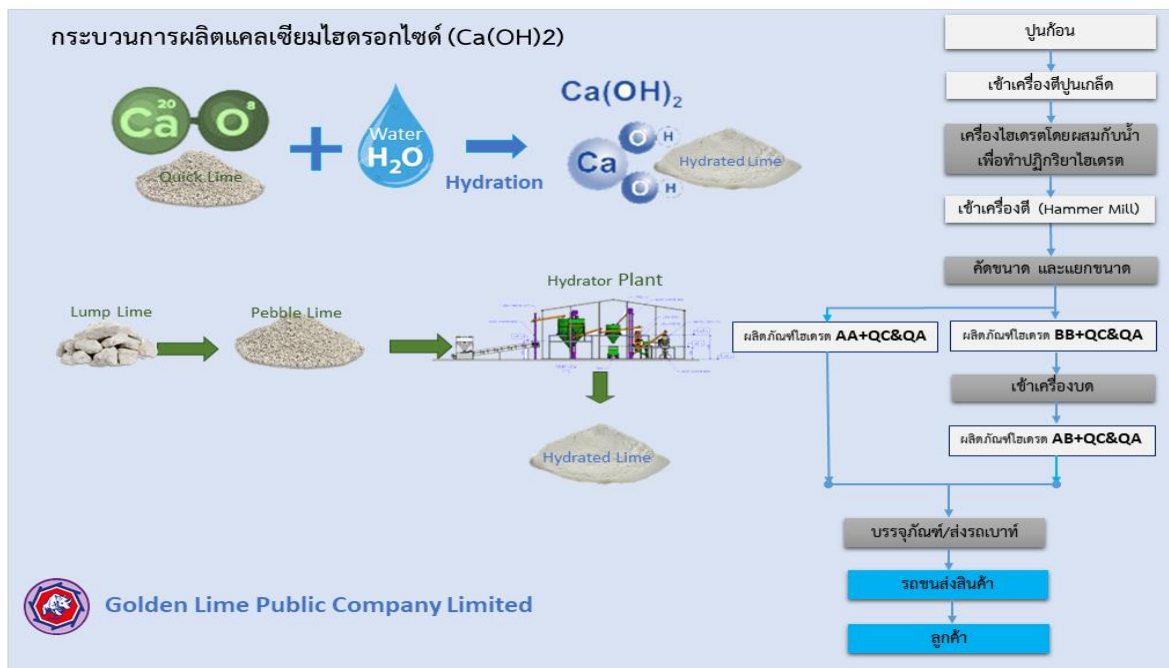 กระบวนการผลิตแคลเซียมไฮดรอกไซด์ (Ca(OH)2)
20
8
Ca
O
Quick Lime
Water
H₂O
Hydration
Ca(OH)₂
Ca
O
H
O
H
Hydrated Lime
Lump Lime
Pebble Lime
Hydrator Plant
Hydrated Lime
Golden Lime Public Company Limited
ปูนก้อน
เข้าเครื่องตีปูนเกล็ด
เครื่องไฮเดรตโดยผสมกับน้ำ
เพื่อทำปฏิกริยาไฮเดรต
เข้าเครื่องตี (Hammer Mill)
คัดขนาด และแยกขนาด
ผลิตภัณฑ์ไฮเดรต AA+QC&QA
ผลิตภัณฑ์ไฮเดรต BB+QC&QA
เข้าเครื่องบด
ผลิตภัณฑ์ไฮเดรต AB+QC&QA
บรรจุภัณฑ์/ส่งรถเบาท์
รถขนส่งสินค้า
ลูกค้า